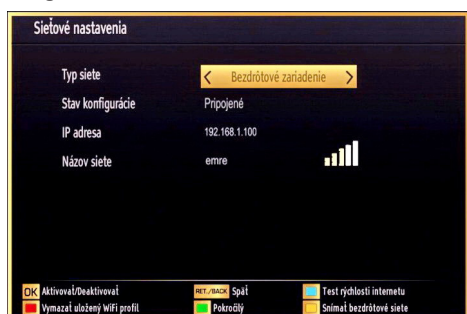 Sieťové nastavenia
Typ siete < Bezdrôtové zariadenie >
Stav konfigurácie Pripojené
IP adresa 192.168.1.100
Názov siete emre
OK Aktivovať/Deaktivovať RET./BACK Späť Test rýchlosti internetu
Vymazať uložený WiFi profil Pokročilý Snímať bezdrôtové siete